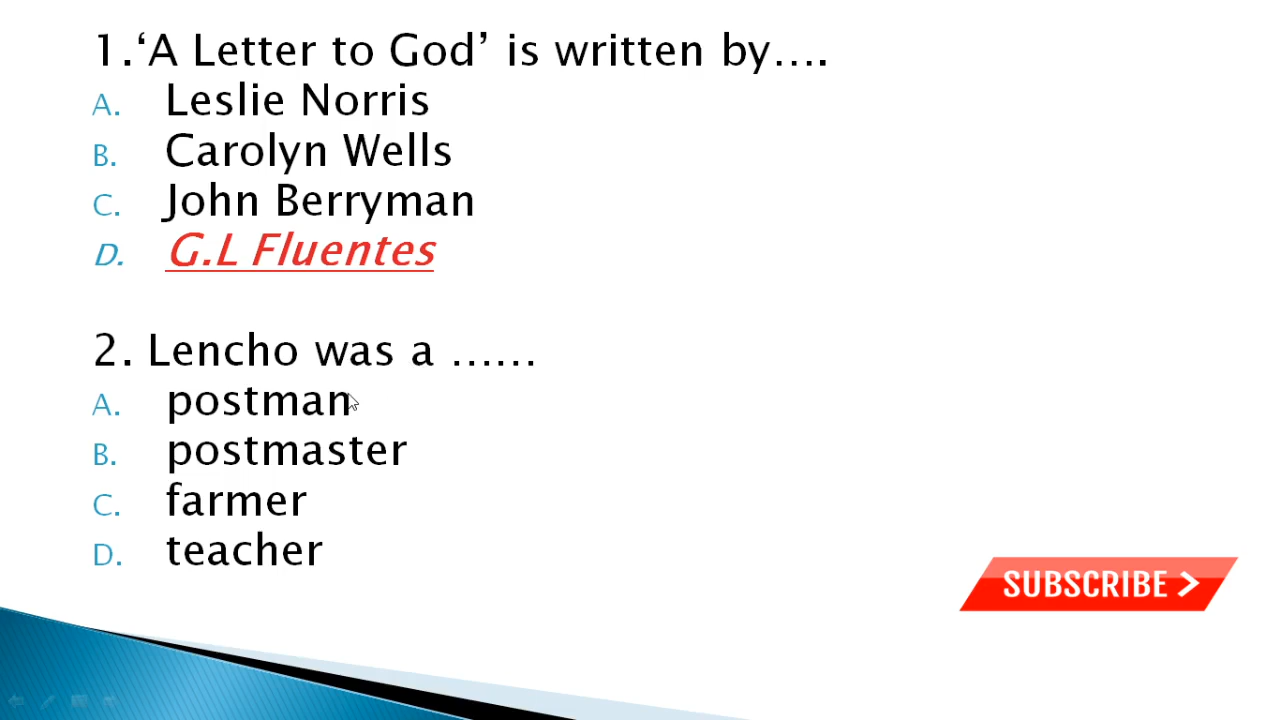 1.‘A Letter to God’ is written by….
A. Leslie Norris
B. Carolyn Wells
C. John Berryman
D. G.L Fluentes
2. Lencho was a ……
A. postman
B. postmaster
C. farmer
D. teacher
SUBSCRIBE >